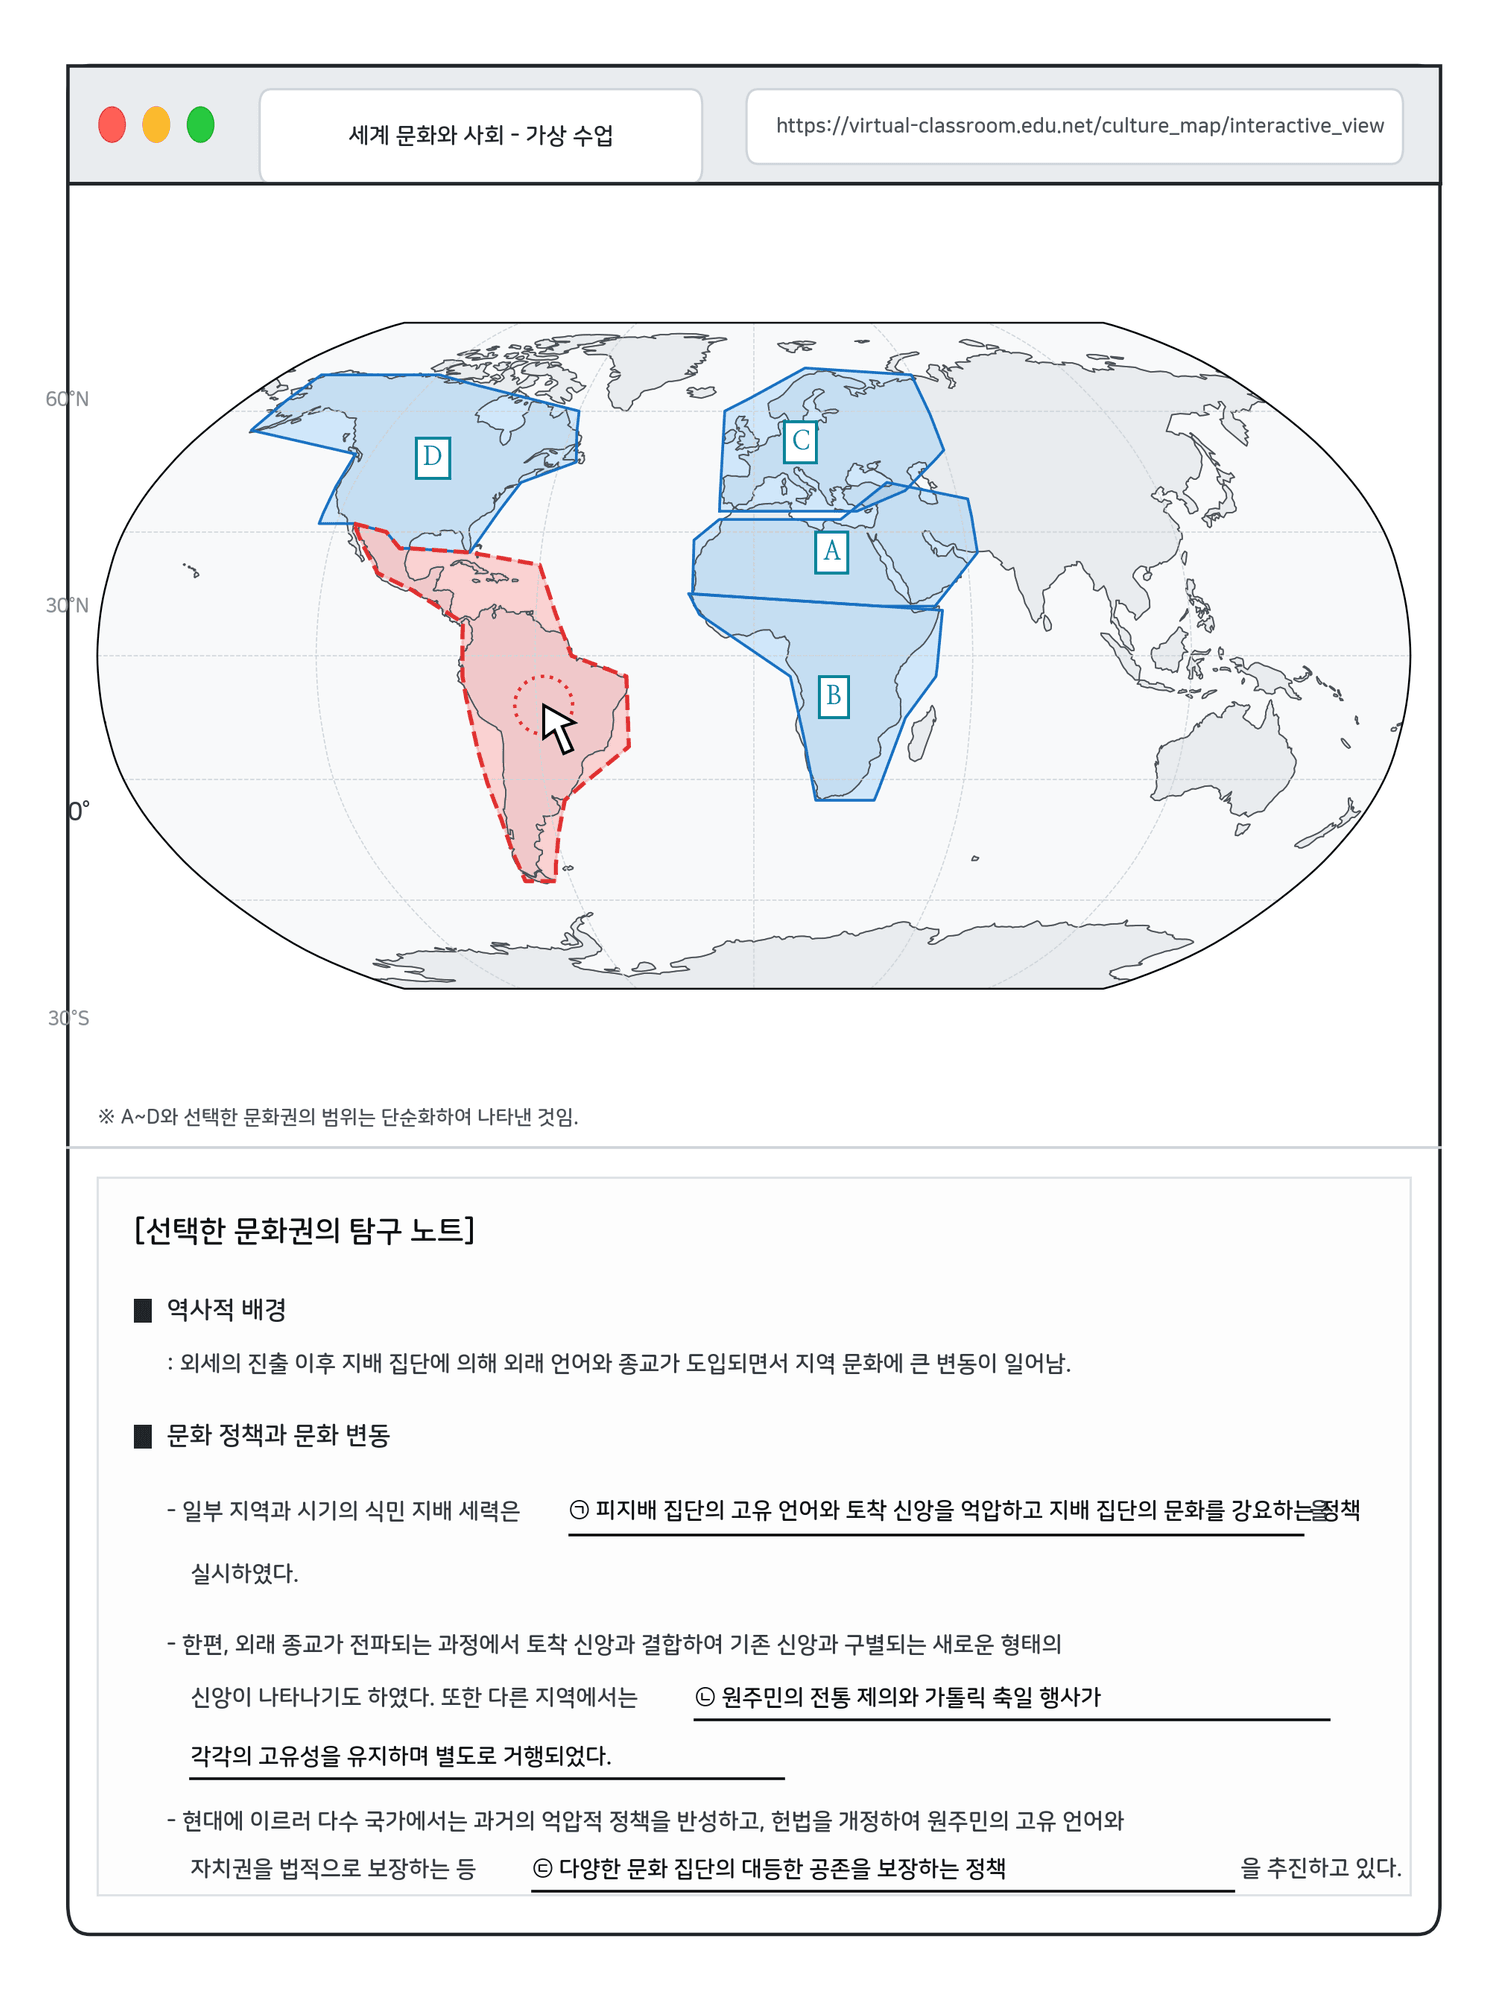 세계 문화와 사회 - 가상 수업
https://virtual-classroom.edu.net/culture_map/interactive_view
60°N
30°N
0°
30°S
D
C
A
B
※ A~D와 선택한 문화권의 범위는 단순화하여 나타낸 것임.
[선택한 문화권의 탐구 노트]
■ 역사적 배경
: 외세의 진출 이후 지배 집단에 의해 외래 언어와 종교가 도입되면서 지역 문화에 큰 변동이 일어남.
■ 문화 정책과 문화 변동
- 일부 지역과 시기의 식민 지배 세력은 ㉠ 피지배 집단의 고유 언어와 토착 신앙을 억압하고 지배 집단의 문화를 강요하는 정책을
실시하였다.
- 한편, 외래 종교가 전파되는 과정에서 토착 신앙과 결합하여 기존 신앙과 구별되는 새로운 형태의
신앙이 나타나기도 하였다. 또한 다른 지역에서는 ㉡ 원주민의 전통 제의와 가톨릭 축일 행사가
각각의 고유성을 유지하며 별도로 거행되었다.
- 현대에 이르러 다수 국가에서는 과거의 억압적 정책을 반성하고, 헌법을 개정하여 원주민의 고유 언어와
자치권을 법적으로 보장하는 등 ㉢ 다양한 문화 집단의 대등한 공존을 보장하는 정책 을 추진하고 있다.